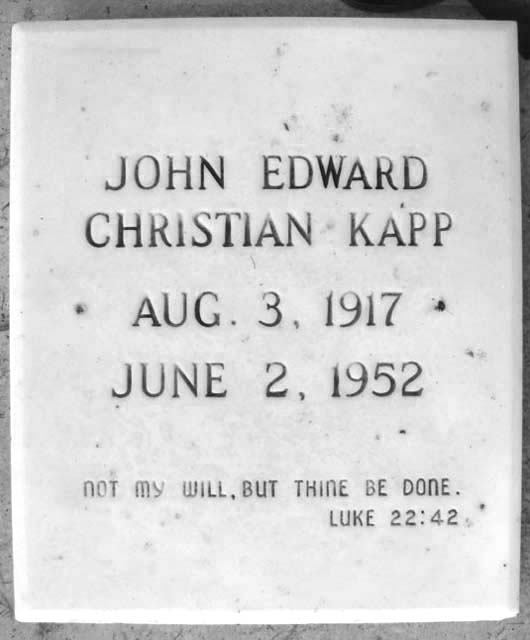 JOHN EDWARD
CHRISTIAN KAPP
AUG. 3, 1917
JUNE 2, 1952
NOT MY WILL, BUT THINE BE DONE.
LUKE 22:42